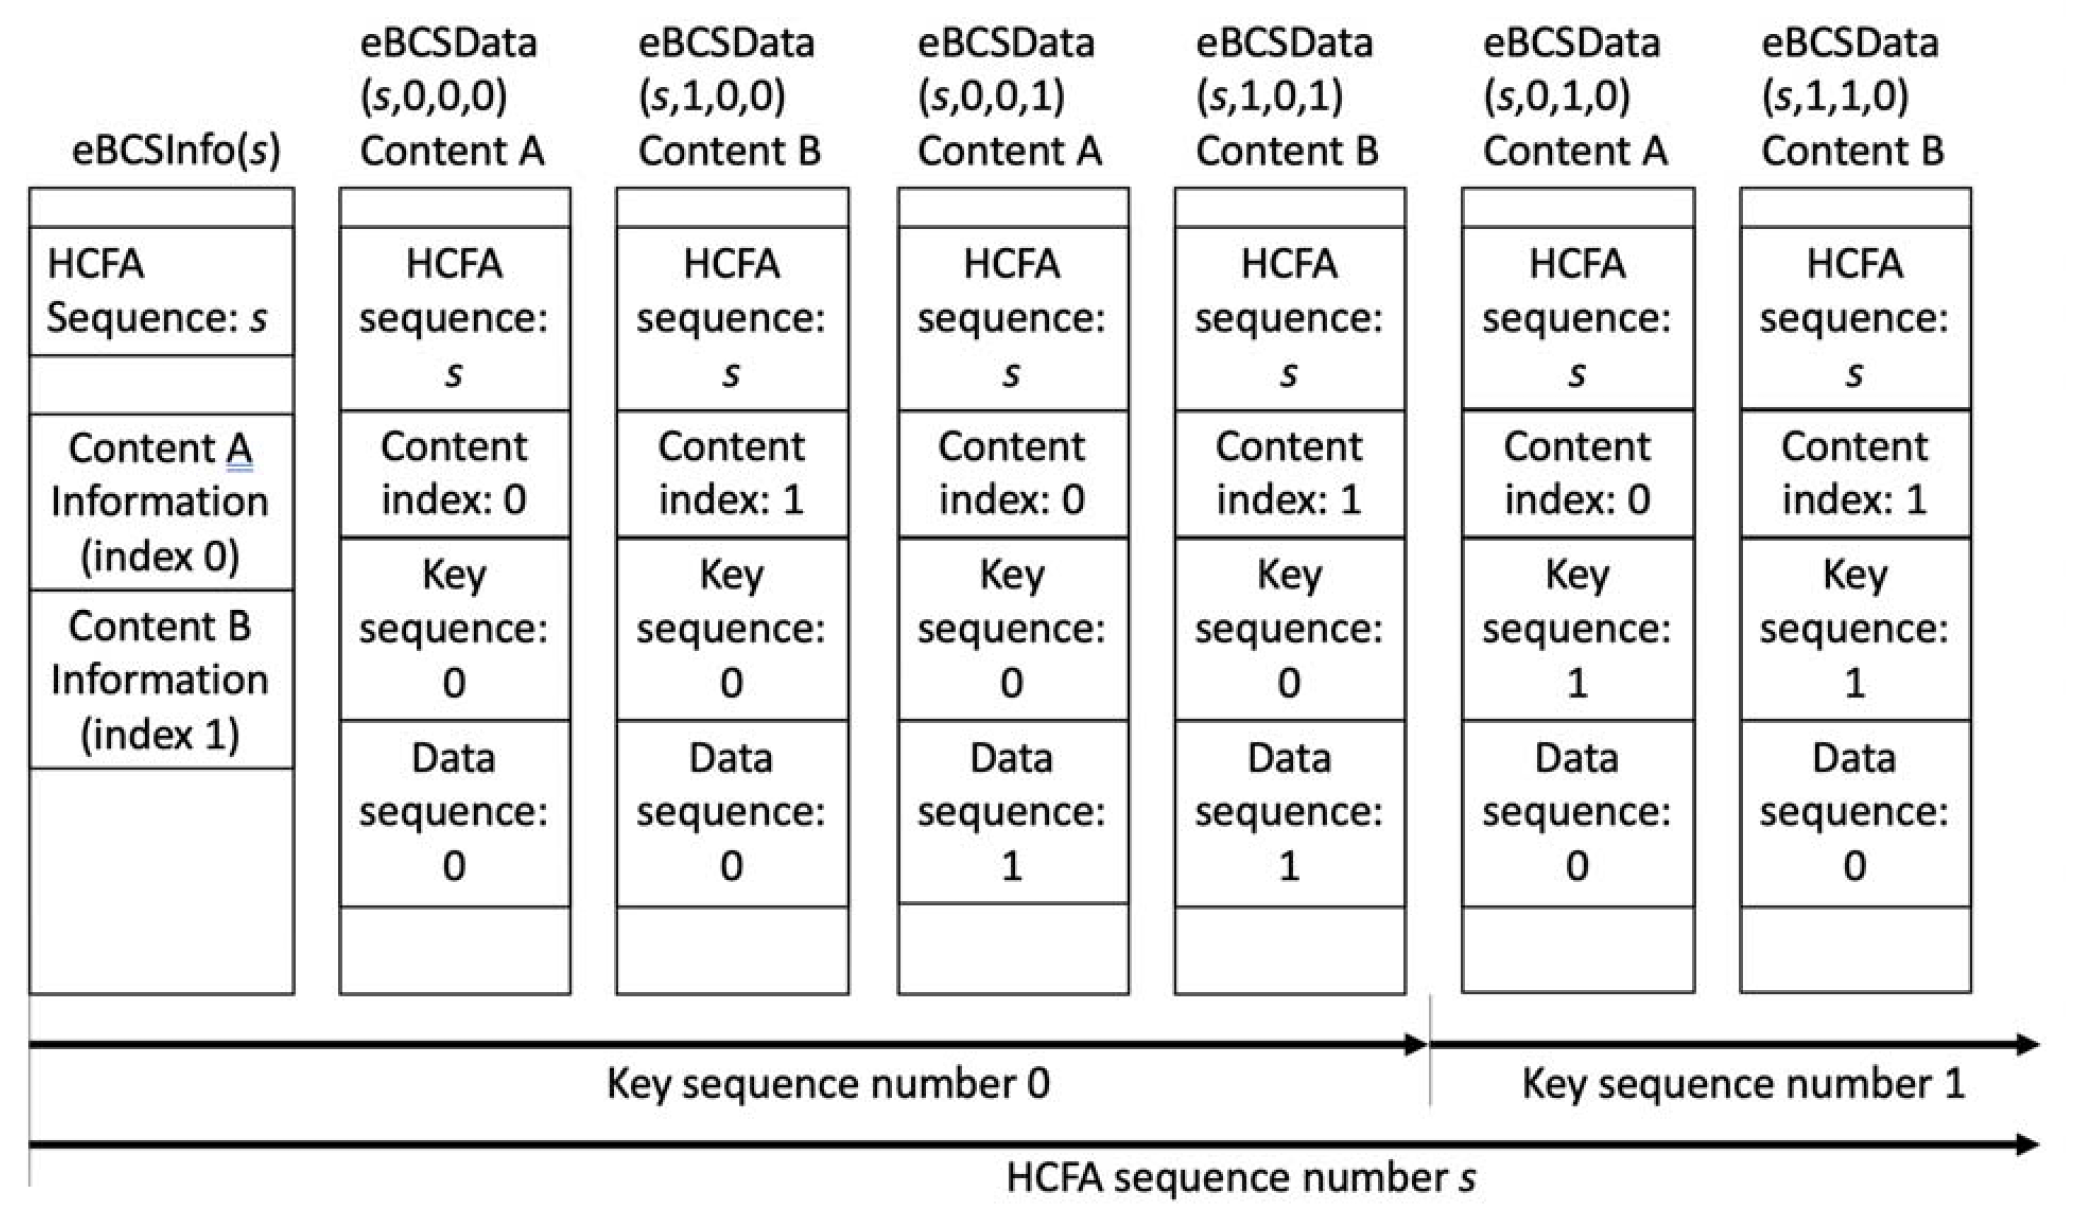 eBCSInfo(s)
HCFA
Sequence: s
Content A
Information
(index 0)
Content B
Information
(index 1)
eBCSData
(s,0,0,0)
Content A
HCFA
sequence:
s
Content
index: 0
Key
sequence:
0
Data
sequence:
0
eBCSData
(s,1,0,0)
Content B
HCFA
sequence:
s
Content
index: 1
Key
sequence:
0
Data
sequence:
0
eBCSData
(s,0,0,1)
Content A
HCFA
sequence:
s
Content
index: 0
Key
sequence:
0
Data
sequence:
1
eBCSData
(s,1,0,1)
Content B
HCFA
sequence:
s
Content
index: 1
Key
sequence:
0
Data
sequence:
1
eBCSData
(s,0,1,0)
Content A
HCFA
sequence:
s
Content
index: 0
Key
sequence:
1
Data
sequence:
0
eBCSData
(s,1,1,0)
Content B
HCFA
sequence:
s
Content
index: 1
Key
sequence:
1
Data
sequence:
0
Key sequence number 0
Key sequence number 1
HCFA sequence number s